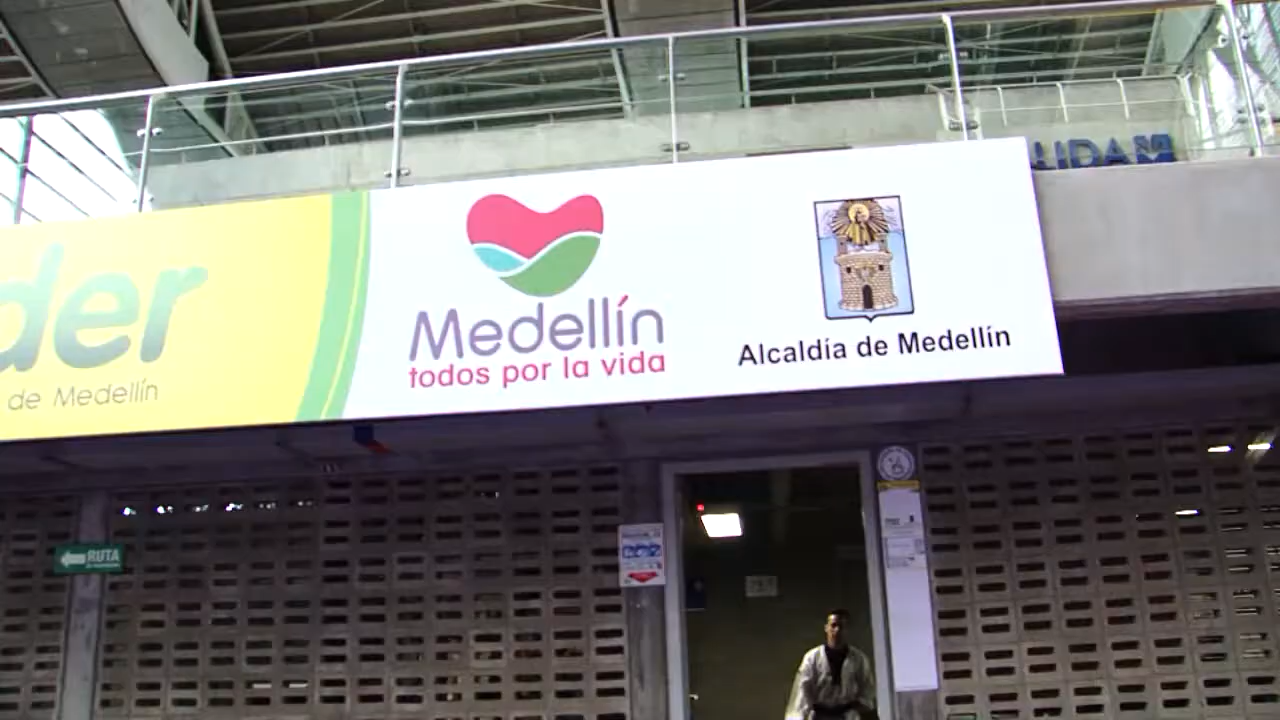 der
de Medellín
Medellín
todos por la vida
Alcaldía de Medellín
RUTA